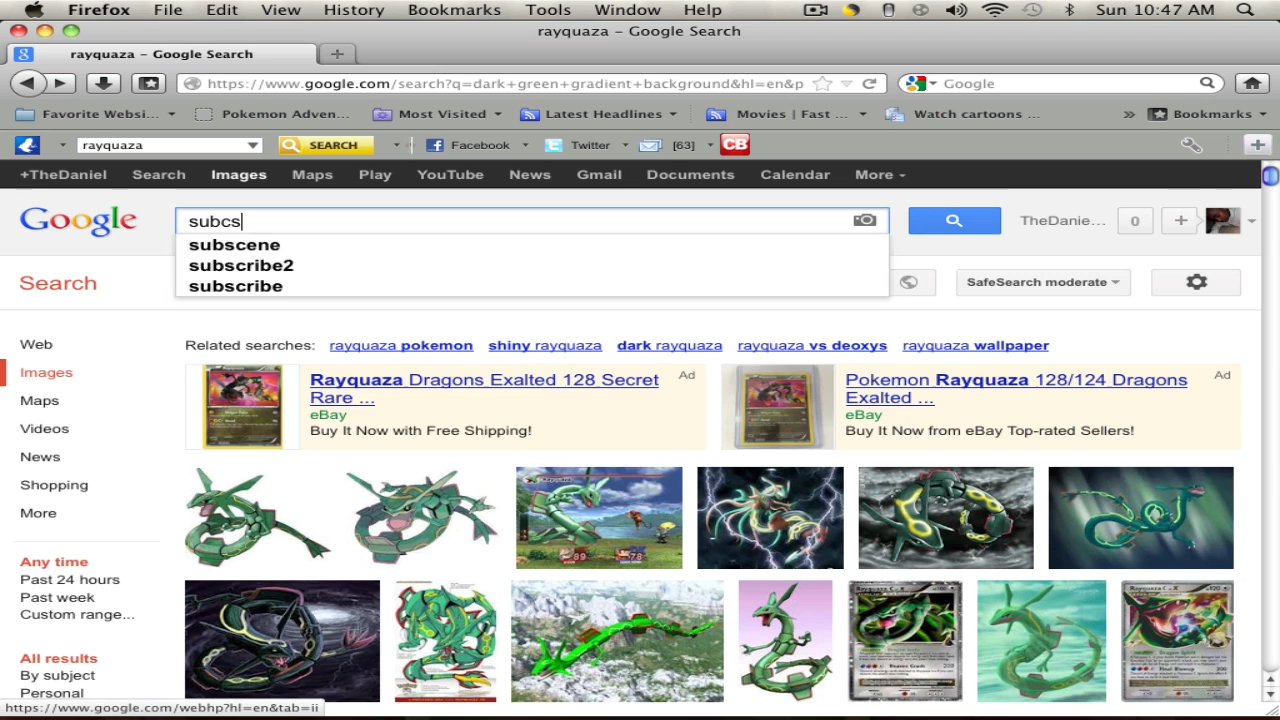 Firefox File Edit View History Bookmarks Tools Window Help Sun 10:47 AM
rayquaza – Google Search
rayquaza – Google Search
https://www.google.com/search?q=dark+green+gradient+background&hl=en&p Google
Favorite Websi... Pokemon Adven... Most Visited Latest Headlines Movies | Fast ... Watch cartoons ... » Bookmarks
rayquaza SEARCH Facebook Twitter [63] CB
+TheDaniel Search Images Maps Play YouTube News Gmail Documents Calendar More
Google subcs TheDanie... 0 +
subscene
subscribe2
subscribe
Search SafeSearch moderate
Web
Images
Maps
Videos
News
Shopping
More
Any time
Past 24 hours
Past week
Custom range...
All results
By subject
Personal
Related searches: rayquaza pokemon shiny rayquaza dark rayquaza rayquaza vs deoxys rayquaza wallpaper
Rayquaza Dragons Exalted 128 Secret Ad
Rare ...
eBay
Buy It Now with Free Shipping!
Pokemon Rayquaza 128/124 Dragons Ad
Exalted ...
eBay
Buy It Now from eBay Top-rated Sellers!
https://www.google.com/webhp?hl=en&tab=ii